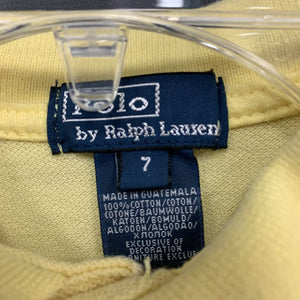 Polo
by Ralph Lauren
7
MADE IN GUATEMALA
100% COTTON/COTON/
COTONE/BAUMWOLLE/
KATOEN/BOMULD/
ALGODON/ALGODÃO/
ХЛОПОК
EXCLUSIVE OF
DECORATION